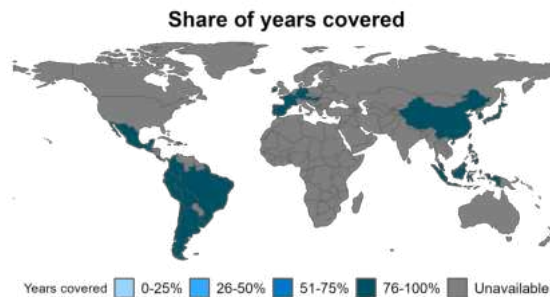 Share of years covered
Years covered 0-25% 26-50% 51-75% 76-100% Unavailable